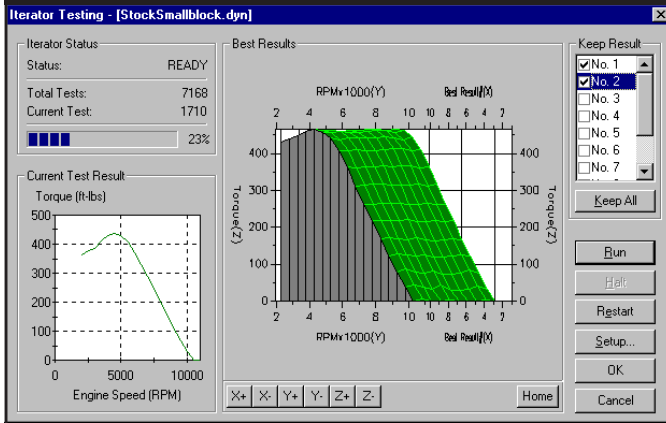 Iterator Testing - [StockSmallblock.dyn]
Iterator Status
Status: READY
Total Tests: 7168
Current Test: 1710
23%
Current Test Result
Torque (ft-lbs)
500
400
300
200
100
0
0 5000 10000
Engine Speed (RPM)
Best Results
RPMx1000(Y) Best Result#(X)
2 4 6 8 10 10 8 6 4 2
400 400
300 300
200 200
100 100
0 0
Torque(Z) Torque(Z)
2 4 6 8 10 10 8 6 4 2
RPMx1000(Y) Best Result#(X)
X+ X- Y+ Y- Z+ Z- Home
Keep Result
No. 1
No. 2
No. 3
No. 4
No. 5
No. 6
No. 7
Keep All
Run
Halt
Restart
Setup...
OK
Cancel